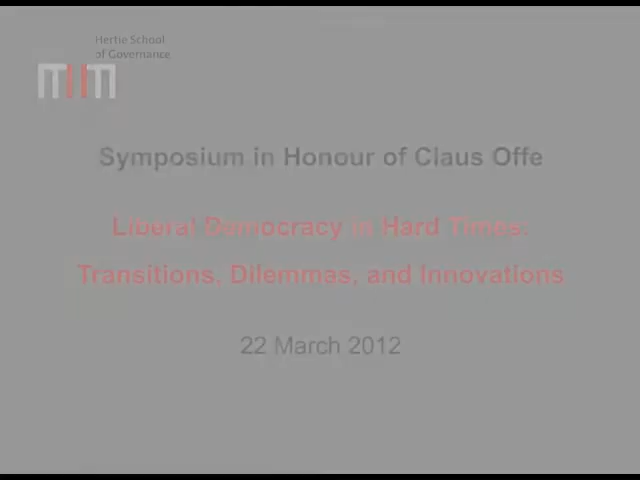 Hertie School
of Governance
Symposium in Honour of Claus Offe
Liberal Democracy in Hard Times:
Transitions, Dilemmas, and Innovations
22 March 2012